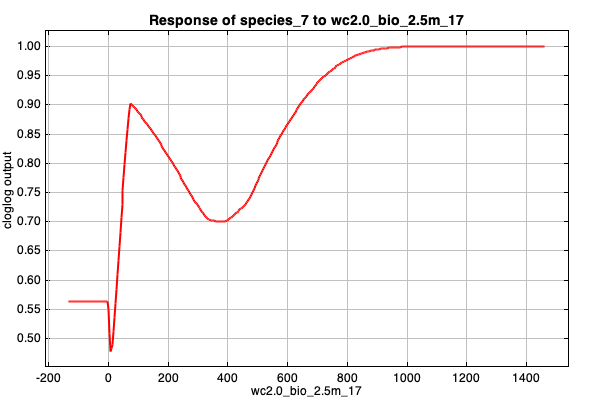 Response of species_7 to wc2.0_bio_2.5m_17
1.00
0.95
0.90
0.85
0.80
0.75
0.70
0.65
0.60
0.55
0.50
cloglog output
-200 0 200 400 600 800 1000 1200 1400
wc2.0_bio_2.5m_17